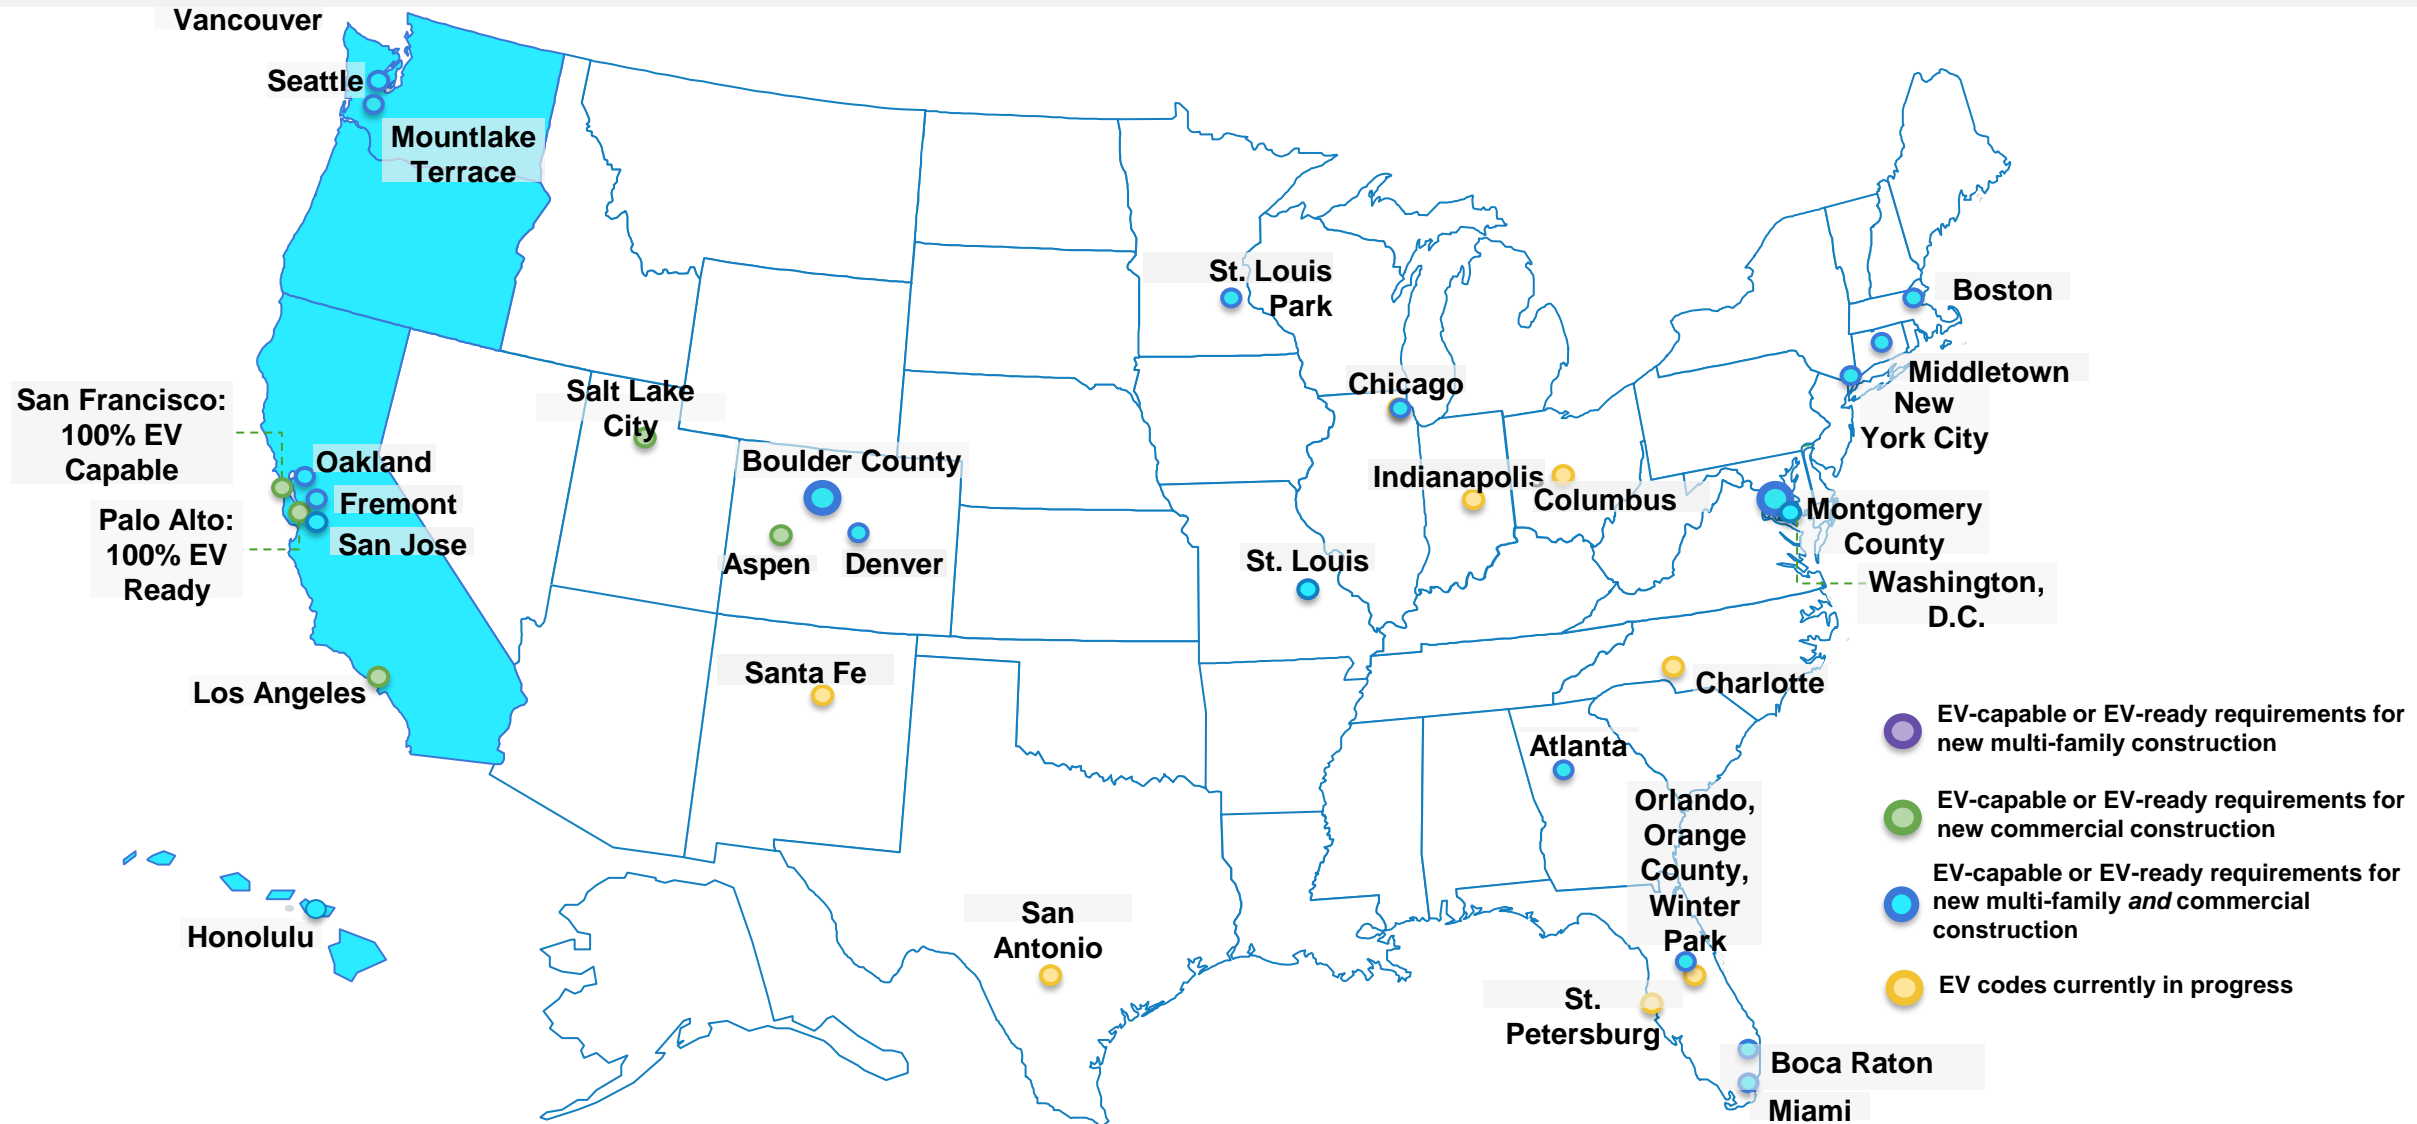 Vancouver
Seattle
Mountlake
Terrace
St. Louis
Park
Boston
Middletown
New
York City
Chicago
Salt Lake
City
San Francisco:
100% EV
Capable
Oakland
Fremont
San Jose
Palo Alto:
100% EV
Ready
Boulder County
Aspen
Denver
Indianapolis
Columbus
Montgomery
County
Washington,
D.C.
St. Louis
Los Angeles
Santa Fe
Charlotte
Atlanta
Orlando,
Orange
County,
Winter
Park
San
Antonio
Honolulu
St.
Petersburg
Boca Raton
Miami
EV-capable or EV-ready requirements for
new multi-family construction
EV-capable or EV-ready requirements for
new commercial construction
EV-capable or EV-ready requirements for
new multi-family and commercial
construction
EV codes currently in progress